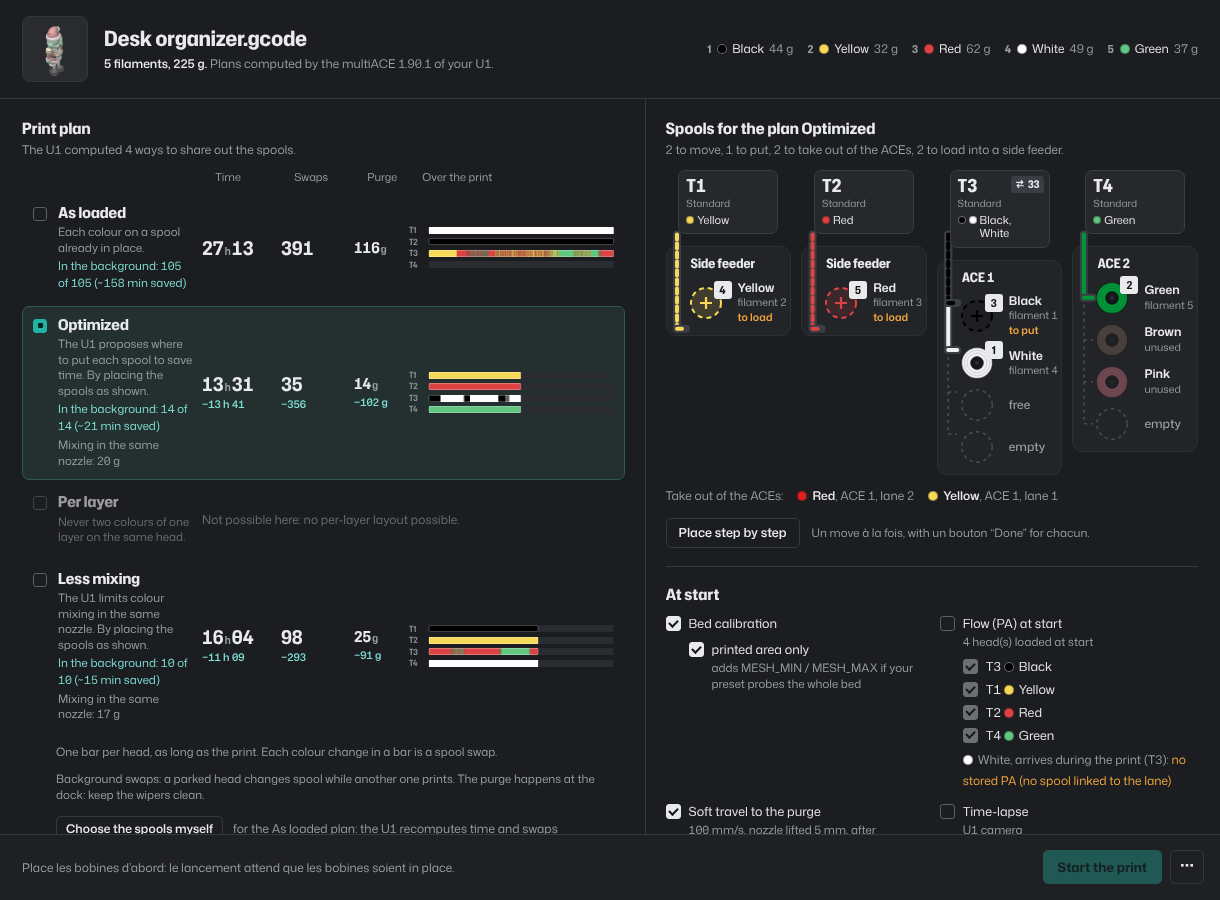 Desk organizer.gcode
5 filaments, 225 g. Plans computed by the multiACE 1.90.1 of your U1.
1 Black 44 g 2 Yellow 32 g 3 Red 62 g 4 White 49 g 5 Green 37 g
Print plan
The U1 computed 4 ways to share out the spools.
Time Swaps Purge Over the print
As loaded
Each colour on a spool
already in place.
In the background: 105
of 105 (~158 min saved)
27h13 391 116g
T1
T2
T3
T4
Optimized
The U1 proposes where
to put each spool to save
time. By placing the
spools as shown.
In the background: 14 of
14 (~21 min saved)
Mixing in the same
nozzle: 20 g
13h31 35 14g
−13 h 41 −356 −102 g
T1
T2
T3
T4
Per layer
Never two colours of one
layer on the same head.
Not possible here: no per-layer layout possible.
Less mixing
The U1 limits colour
mixing in the same
nozzle. By placing the
spools as shown.
In the background: 10 of
10 (~15 min saved)
Mixing in the same
nozzle: 17 g
16h04 98 25g
−11 h 09 −293 −91 g
T1
T2
T3
T4
One bar per head, as long as the print. Each colour change in a bar is a spool swap.
Background swaps: a parked head changes spool while another one prints. The purge happens at the
dock: keep the wipers clean.
Choose the spools myself for the As loaded plan: the U1 recomputes time and swaps
Spools for the plan Optimized
2 to move, 1 to put, 2 to take out of the ACEs, 2 to load into a side feeder.
T1
Standard
Yellow
Side feeder
4 Yellow
filament 2
to load
T2
Standard
Red
Side feeder
5 Red
filament 3
to load
T3 ⇄ 33
Standard
Black,
White
ACE 1
3 Black
filament 1
to put
1 White
filament 4
free
empty
T4
Standard
Green
ACE 2
2 Green
filament 5
Brown
unused
Pink
unused
empty
Take out of the ACEs: Red, ACE 1, lane 2 Yellow, ACE 1, lane 1
Place step by step Un move à la fois, with un bouton “Done” for chacun.
At start
Bed calibration
printed area only
adds MESH_MIN / MESH_MAX if your
preset probes the whole bed
Flow (PA) at start
4 head(s) loaded at start
T3 Black
T1 Yellow
T2 Red
T4 Green
White, arrives during the print (T3): no
stored PA (no spool linked to the lane)
Soft travel to the purge
100 mm/s, nozzle lifted 5 mm, after
Time-lapse
U1 camera
Place les bobines d’abord: le lancement attend que les bobines soient in place.
Start the print